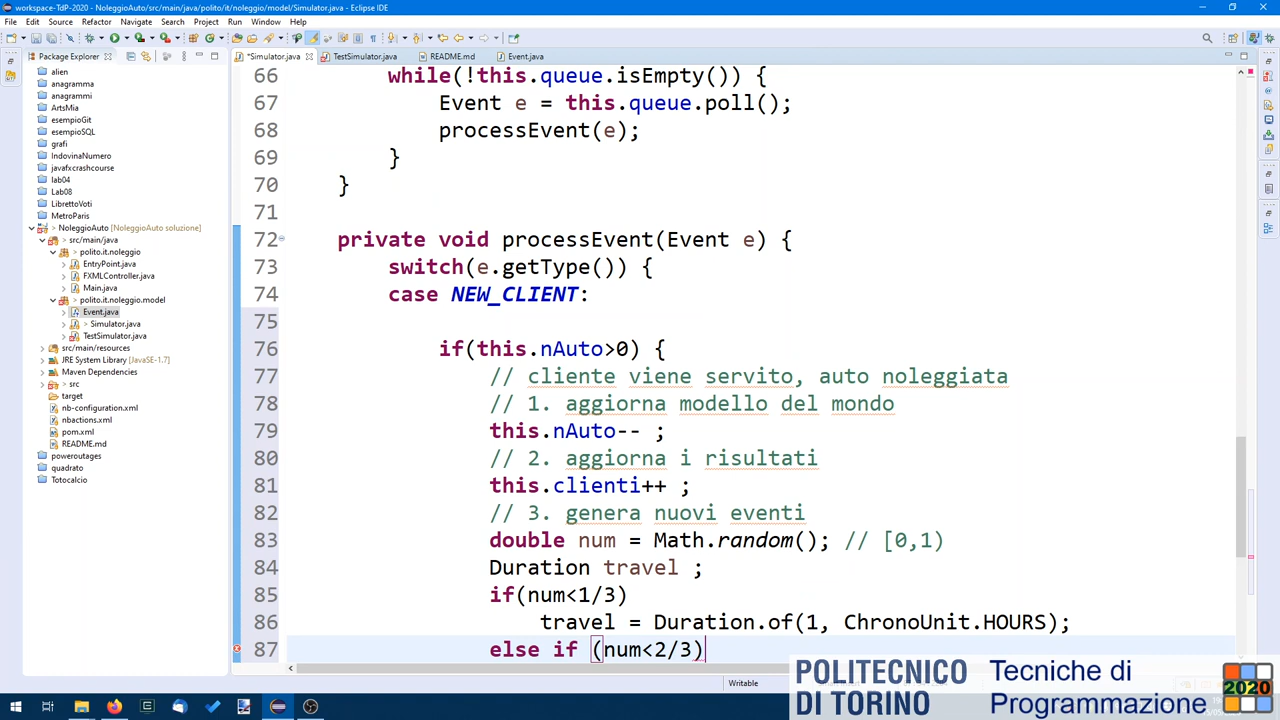 workspace-TdP-2020 - NoleggioAuto/src/main/java/polito/it/noleggio/model/Simulator.java - Eclipse IDE
File Edit Source Refactor Navigate Search Project Run Window Help
Package Explorer
*Simulator.java TestSimulator.java README.md Event.java
alien
anagramma
anagrammi
ArtsMia
esempioGit
esempioSQL
grafi
IndovinaNumero
javafxcrashcourse
lab04
Lab08
LibrettoVoti
MetroParis
> NoleggioAuto [NoleggioAuto soluzione]
> src/main/java
> polito.it.noleggio
EntryPoint.java
FXMLController.java
Main.java
> polito.it.noleggio.model
Event.java
> Simulator.java
TestSimulator.java
src/main/resources
JRE System Library [JavaSE-1.7]
Maven Dependencies
> src
target
nb-configuration.xml
nbactions.xml
pom.xml
README.md
poweroutages
quadrato
Totocalcio
66 while(!this.queue.isEmpty()) {
67 Event e = this.queue.poll();
68 processEvent(e);
69 }
70 }
71
72 private void processEvent(Event e) {
73 switch(e.getType()) {
74 case NEW_CLIENT:
75
76 if(this.nAuto>0) {
77 // cliente viene servito, auto noleggiata
78 // 1. aggiorna modello del mondo
79 this.nAuto-- ;
80 // 2. aggiorna i risultati
81 this.clienti++ ;
82 // 3. genera nuovi eventi
83 double num = Math.random(); // [0,1)
84 Duration travel ;
85 if(num<1/3)
86 travel = Duration.of(1, ChronoUnit.HOURS);
87 else if (num<2/3)
Writable
POLITECNICO
DI TORINO
Tecniche di
Programmazione
2020